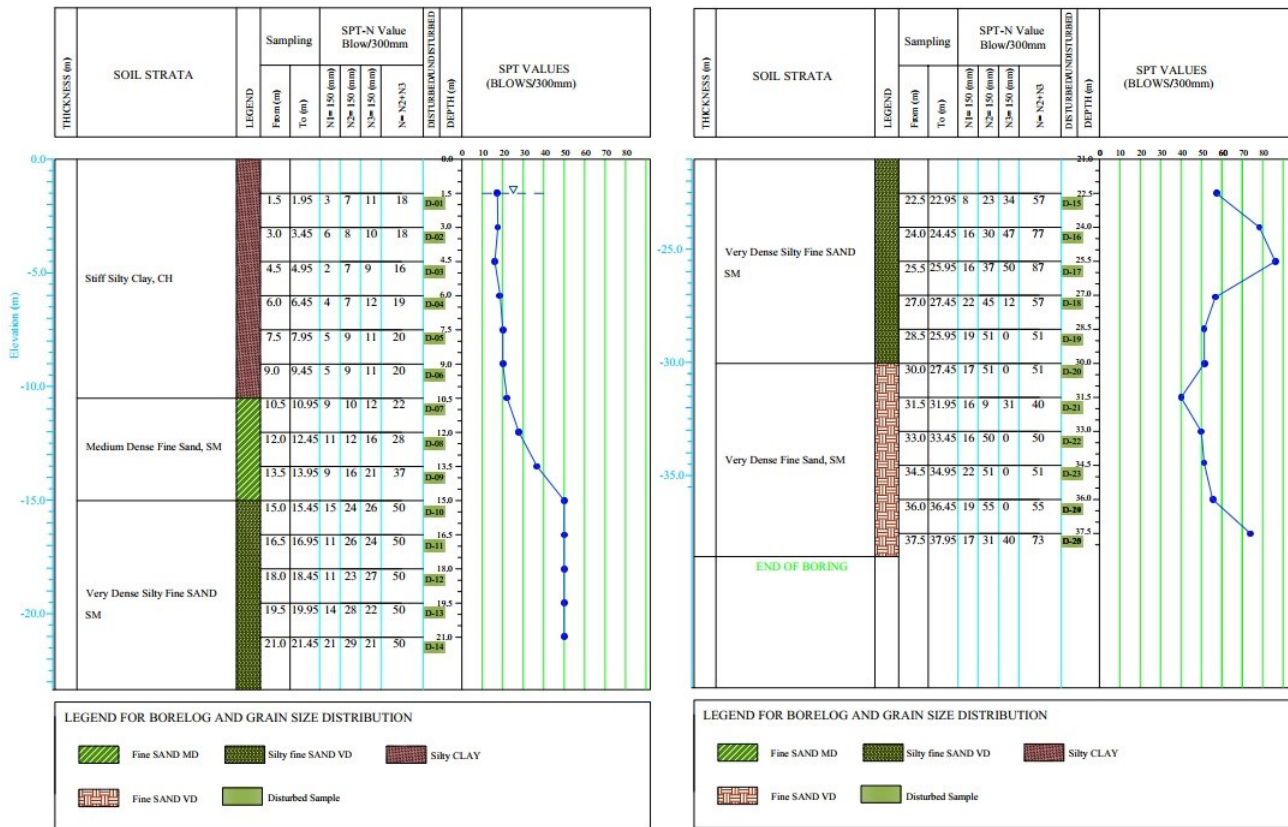 THICKNESS (m)
SOIL STRATA
LEGEND
Sampling
From (m)
To (m)
SPT-N Value
Blow/300mm
N1= 150 (mm)
N2= 150 (mm)
N3= 150 (mm)
N= N2+N3
DISTURBED/UNDISTURBED
DEPTH (m)
SPT VALUES
(BLOWS/300mm)
0 10 20 30 40 50 60 70 80
Elevation (m)
0.0
-5.0
-10.0
-15.0
-20.0
0.0
1.5 1.95 3 7 11 18 D-01 1.5
3.0 3.45 6 8 10 18 D-02 3.0
4.5 4.95 2 7 9 16 D-03 4.5
Stiff Silty Clay, CH
6.0 6.45 4 7 12 19 D-04 6.0
7.5 7.95 5 9 11 20 D-05 7.5
9.0 9.45 5 9 11 20 D-06 9.0
10.5 10.95 9 10 12 22 D-07 10.5
Medium Dense Fine Sand, SM
12.0 12.45 11 12 16 28 D-08 12.0
13.5 13.95 9 16 21 37 D-09 13.5
15.0 15.45 15 24 26 50 D-10 15.0
16.5 16.95 11 26 24 50 D-11 16.5
18.0 18.45 11 23 27 50 D-12 18.0
Very Dense Silty Fine SAND
SM
19.5 19.95 14 28 22 50 D-13 19.5
21.0 21.45 21 29 21 50 D-14 21.0
LEGEND FOR BORELOG AND GRAIN SIZE DISTRIBUTION
Fine SAND MD
Silty fine SAND VD
Silty CLAY
Fine SAND VD
Disturbed Sample
THICKNESS (m)
SOIL STRATA
LEGEND
Sampling
From (m)
To (m)
SPT-N Value
Blow/300mm
N1= 150 (mm)
N2= 150 (mm)
N3= 150 (mm)
N= N2+N3
DISTURBED/UNDISTURBED
DEPTH (m)
SPT VALUES
(BLOWS/300mm)
0 10 20 30 40 50 60 70 80
-25.0
-30.0
-35.0
21.0
22.5 22.95 8 23 34 57 D-15 22.5
24.0 24.45 16 30 47 77 D-16 24.0
Very Dense Silty Fine SAND
SM
25.5 25.95 16 37 50 87 D-17 25.5
27.0 27.45 22 45 12 57 D-18 27.0
28.5 25.95 19 51 0 51 D-19 28.5
30.0 27.45 17 51 0 51 D-20 30.0
31.5 31.95 16 9 31 40 D-21 31.5
33.0 33.45 16 50 0 50 D-22 33.0
Very Dense Fine Sand, SM
34.5 34.95 22 51 0 51 D-23 34.5
36.0 36.45 19 55 0 55 D-20 36.0
37.5 37.95 17 31 40 73 D-20 37.5
END OF BORING
LEGEND FOR BORELOG AND GRAIN SIZE DISTRIBUTION
Fine SAND MD
Silty fine SAND VD
Silty CLAY
Fine SAND VD
Disturbed Sample